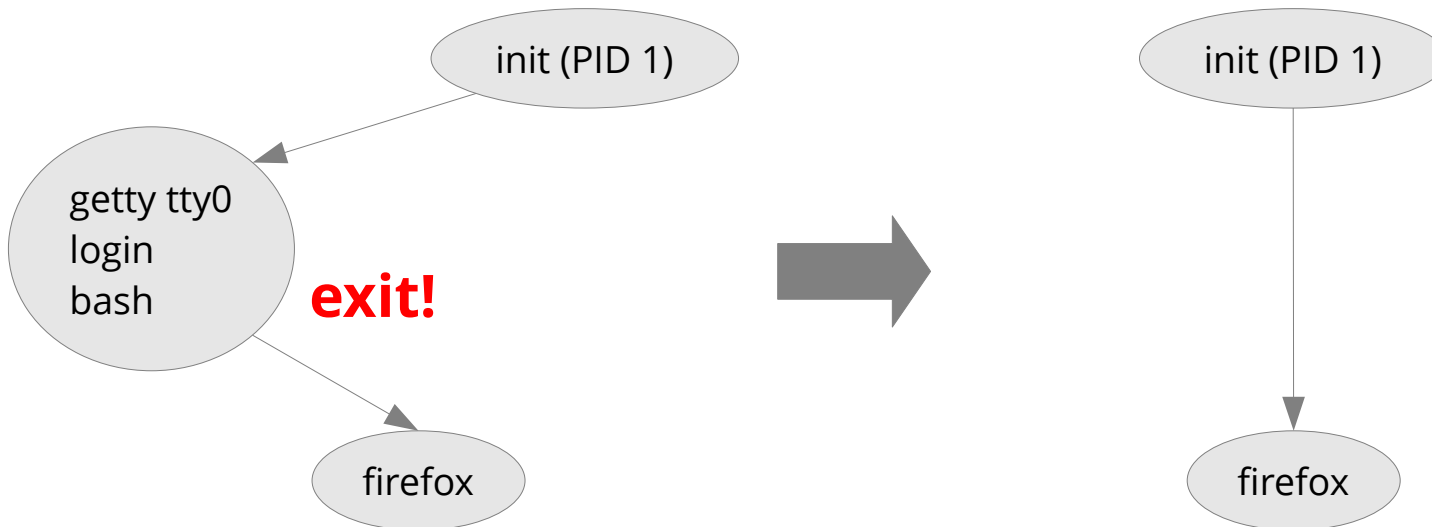 init (PID 1)
getty tty0
login
bash
exit!
firefox
init (PID 1)
firefox